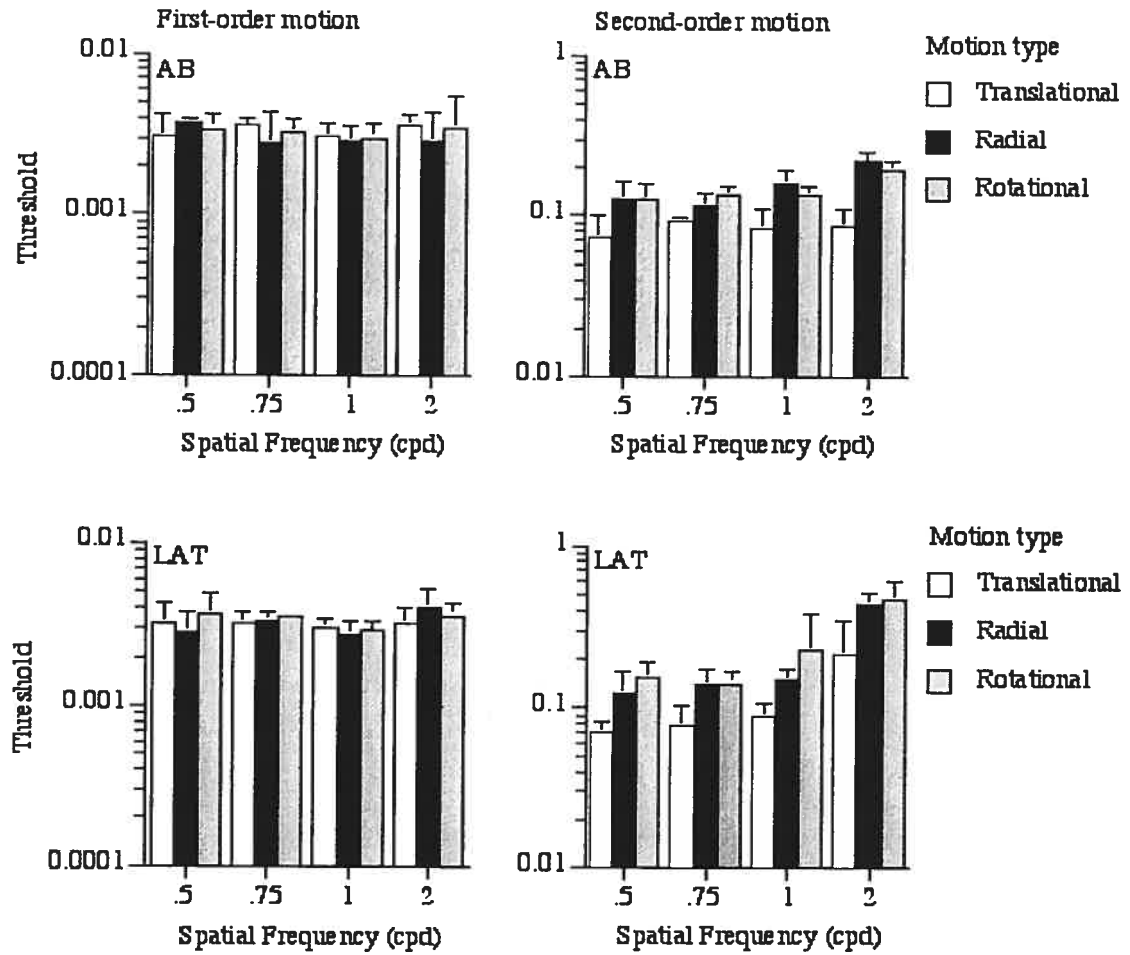 First-order motion
Second-order motion
Motion type
Translational
Radial
Rotational
AB
0.01
0.001
0.0001
Threshold
.5 .75 1 2
Spatial Frequency (cpd)
AB
1
0.1
0.01
.5 .75 1 2
Spatial Frequency (cpd)
LAT
0.01
0.001
0.0001
Threshold
.5 .75 1 2
Spatial Frequency (cpd)
LAT
1
0.1
0.01
.5 .75 1 2
Spatial Frequency (cpd)
Motion type
Translational
Radial
Rotational